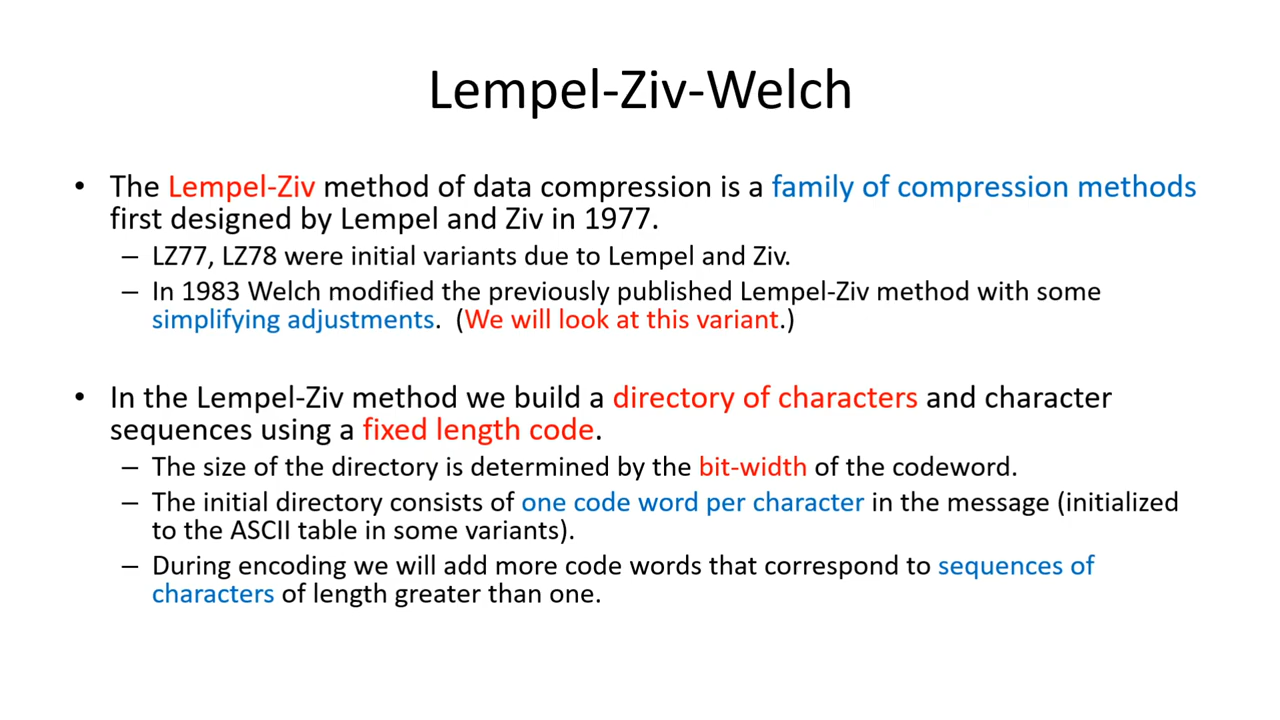 Lempel-Ziv-Welch
• The Lempel-Ziv method of data compression is a family of compression methods
first designed by Lempel and Ziv in 1977.
– LZ77, LZ78 were initial variants due to Lempel and Ziv.
– In 1983 Welch modified the previously published Lempel-Ziv method with some
simplifying adjustments.  (We will look at this variant.)
• In the Lempel-Ziv method we build a directory of characters and character
sequences using a fixed length code.
– The size of the directory is determined by the bit-width of the codeword.
– The initial directory consists of one code word per character in the message (initialized
to the ASCII table in some variants).
– During encoding we will add more code words that correspond to sequences of
characters of length greater than one.